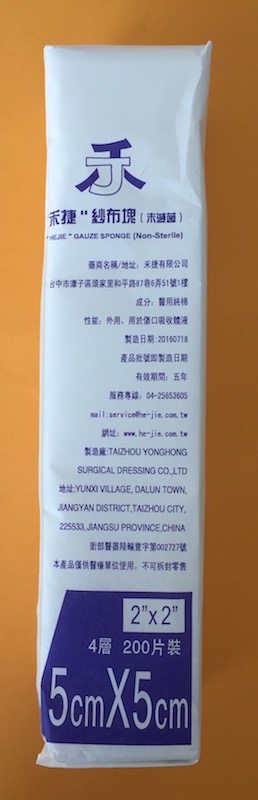 禾
禾捷"紗布塊(未滅菌)
"HEJIE" GAUZE SPONGE (Non-Sterile)
藥商名稱/地址: 禾捷有限公司
台中市潭子區頭家里和平路87巷6弄51號1樓
成分: 醫用純棉
性能: 外用, 用於傷口吸收體液
製造日期:20160718
產品批號即製造日期
有效期間: 五年
服務專線: 04-25653605
mail:service@he-jie.com.tw
網址: www.he-jie.com.tw
製造廠:TAIZHOU YONGHONG
SURGICAL DRESSING CO.,LTD
地址:YUNXI VILLAGE, DALUN TOWN,
JIANGYAN DISTRICT,TAIZHOU CITY,
225533,JIANGSU PROVINCE,CHINA
衛部醫器陸輸壹字第002727號
本產品僅供醫療單位使用, 不可拆封零售
2"x2"
4層 200片裝
5cmX5cm